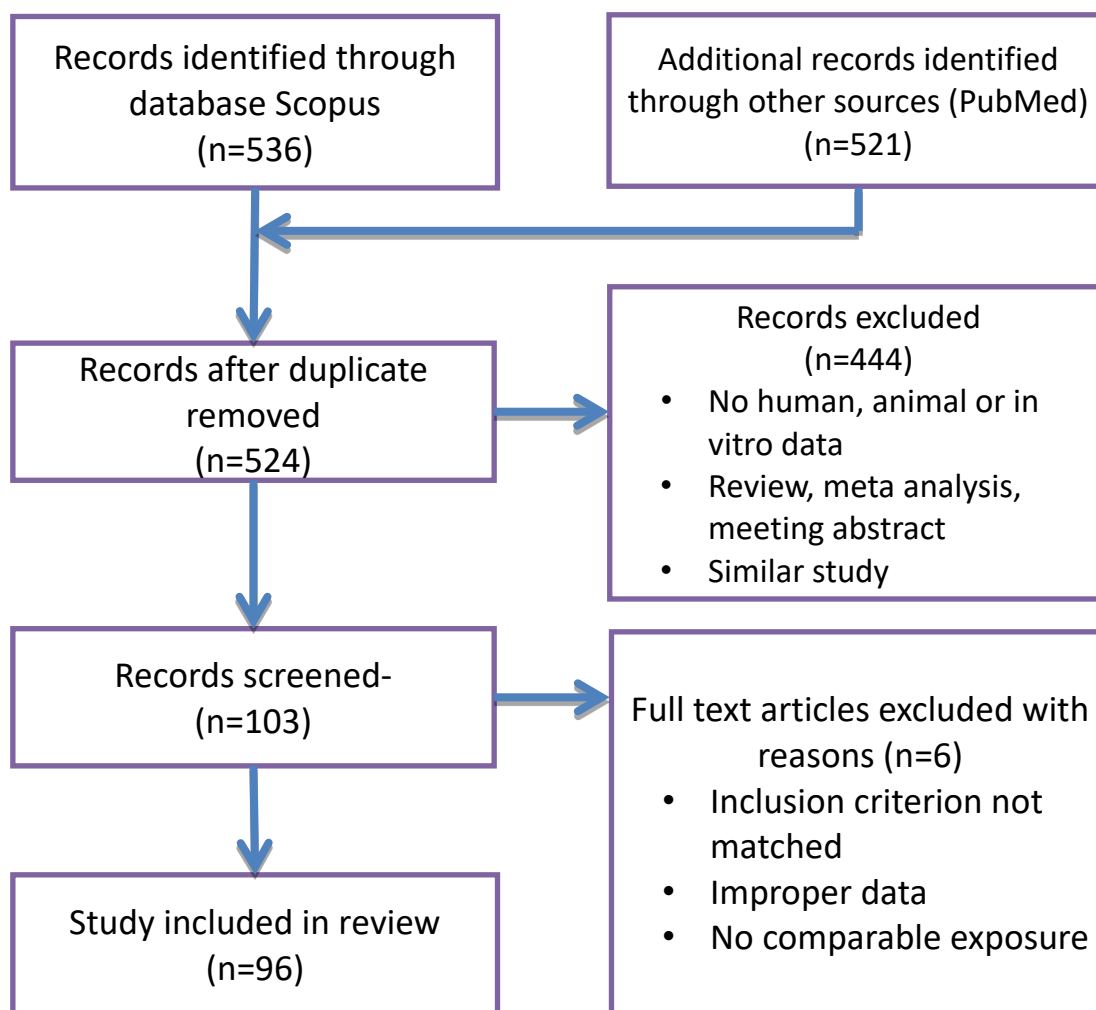 Records identified through
database Scopus
(n=536)
Additional records identified
through other sources (PubMed)
(n=521)
Records after duplicate
removed
(n=524)
Records excluded
(n=444)
• No human, animal or in
vitro data
• Review, meta analysis,
meeting abstract
• Similar study
Records screened-
(n=103)
Full text articles excluded with
reasons (n=6)
• Inclusion criterion not
matched
• Improper data
• No comparable exposure
Study included in review
(n=96)